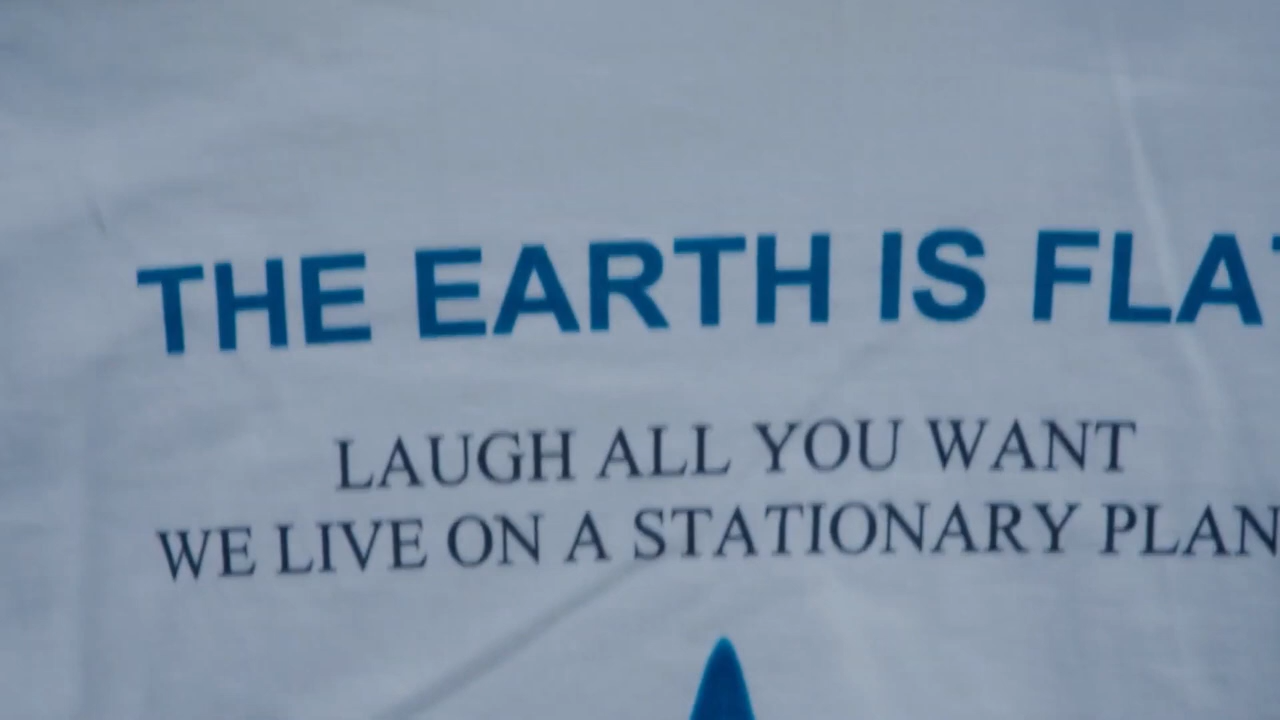 THE EARTH IS FLA
LAUGH ALL YOU WANT
WE LIVE ON A STATIONARY PLAN